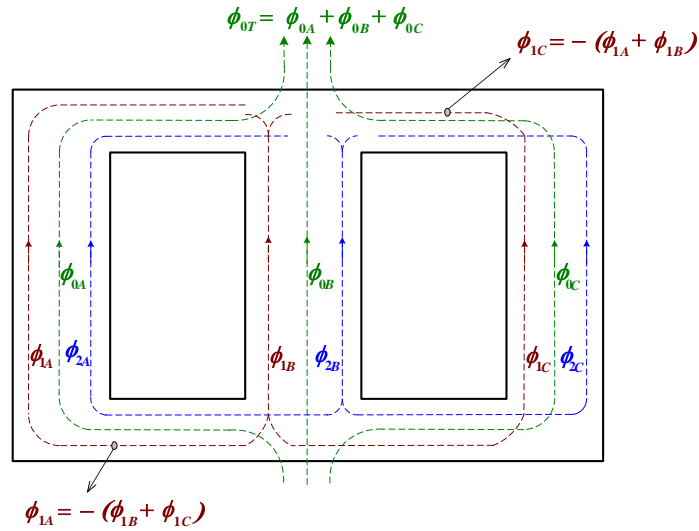 ϕ0T = ϕ0A + ϕ0B + ϕ0C
ϕ1C = − (ϕ1A + ϕ1B)
ϕ0A
ϕ0B
ϕ0C
ϕ1A
ϕ2A
ϕ1B
ϕ2B
ϕ1C
ϕ2C
ϕ1A = − (ϕ1B + ϕ1C)